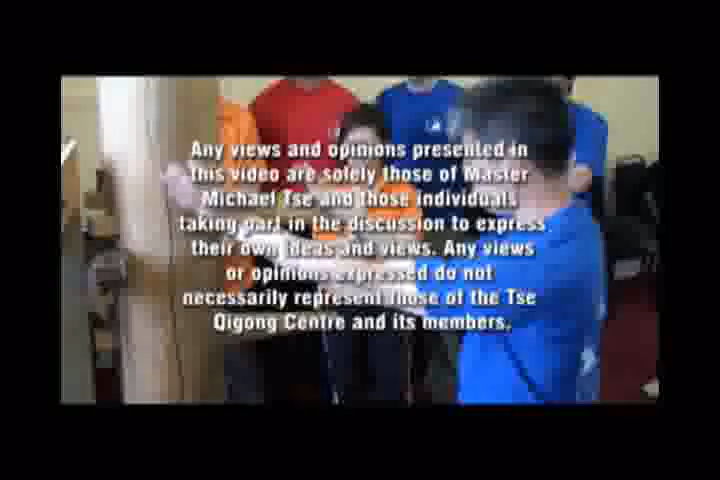 Any views and opinions presented in
this video are solely those of Master
Michael Tse and those individuals
taking part in the discussion to express
their own ideas and views. Any views
or opinions expressed do not
necessarily represent those of the Tse
Qigong Centre and its members.